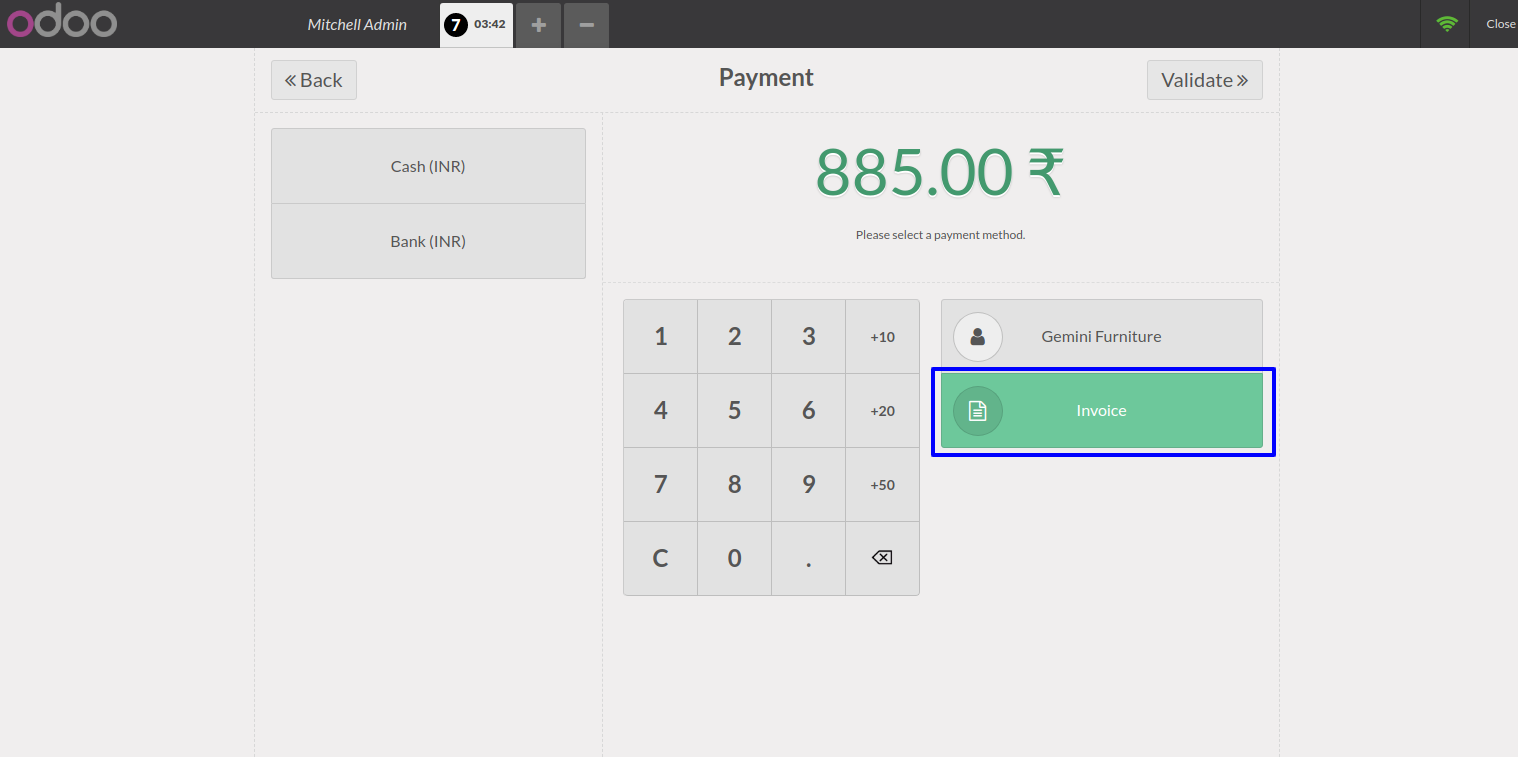 odoo
Mitchell Admin
7 03:42
+
−
Close
Back
Payment
Validate
Cash (INR)
Bank (INR)
885.00 ₹
Please select a payment method.
1 2 3 +10
4 5 6 +20
7 8 9 +50
C 0 .
Gemini Furniture
Invoice